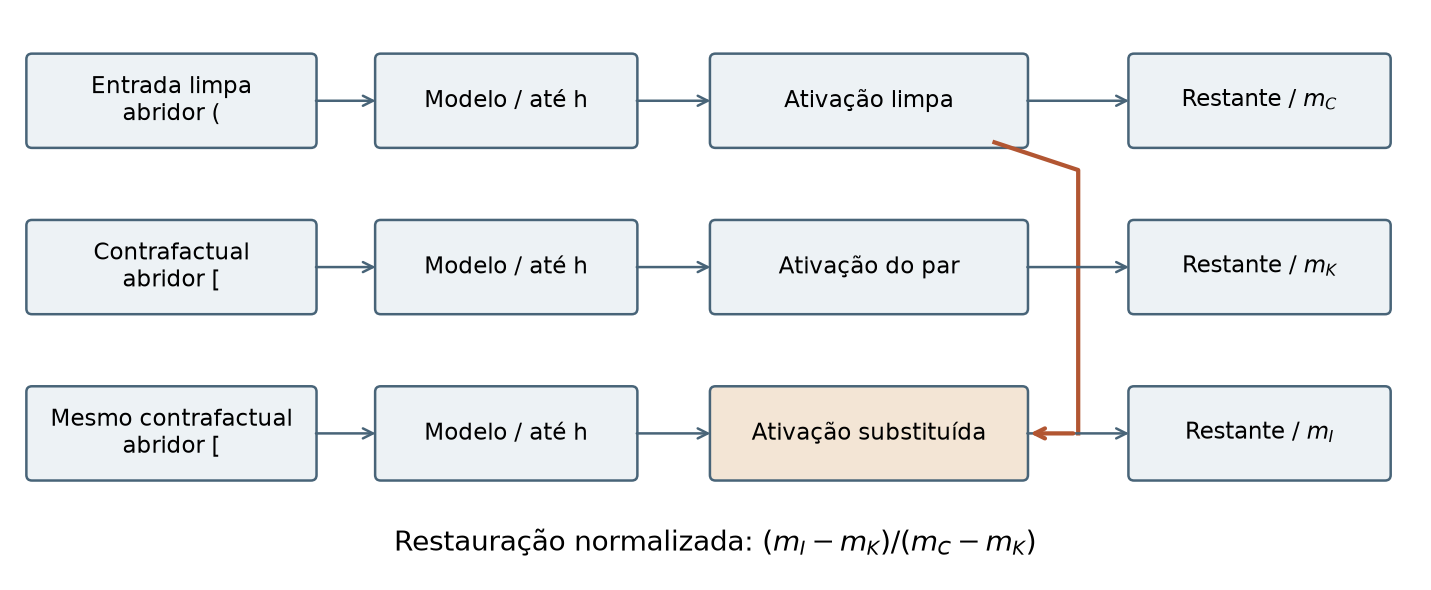 Entrada limpa
abridor (
Modelo / até h
Ativação limpa
Restante / m_C
Contrafactual
abridor [
Modelo / até h
Ativação do par
Restante / m_K
Mesmo contrafactual
abridor [
Modelo / até h
Ativação substituída
Restante / m_I
Restauração normalizada: (m_I − m_K)/(m_C − m_K)